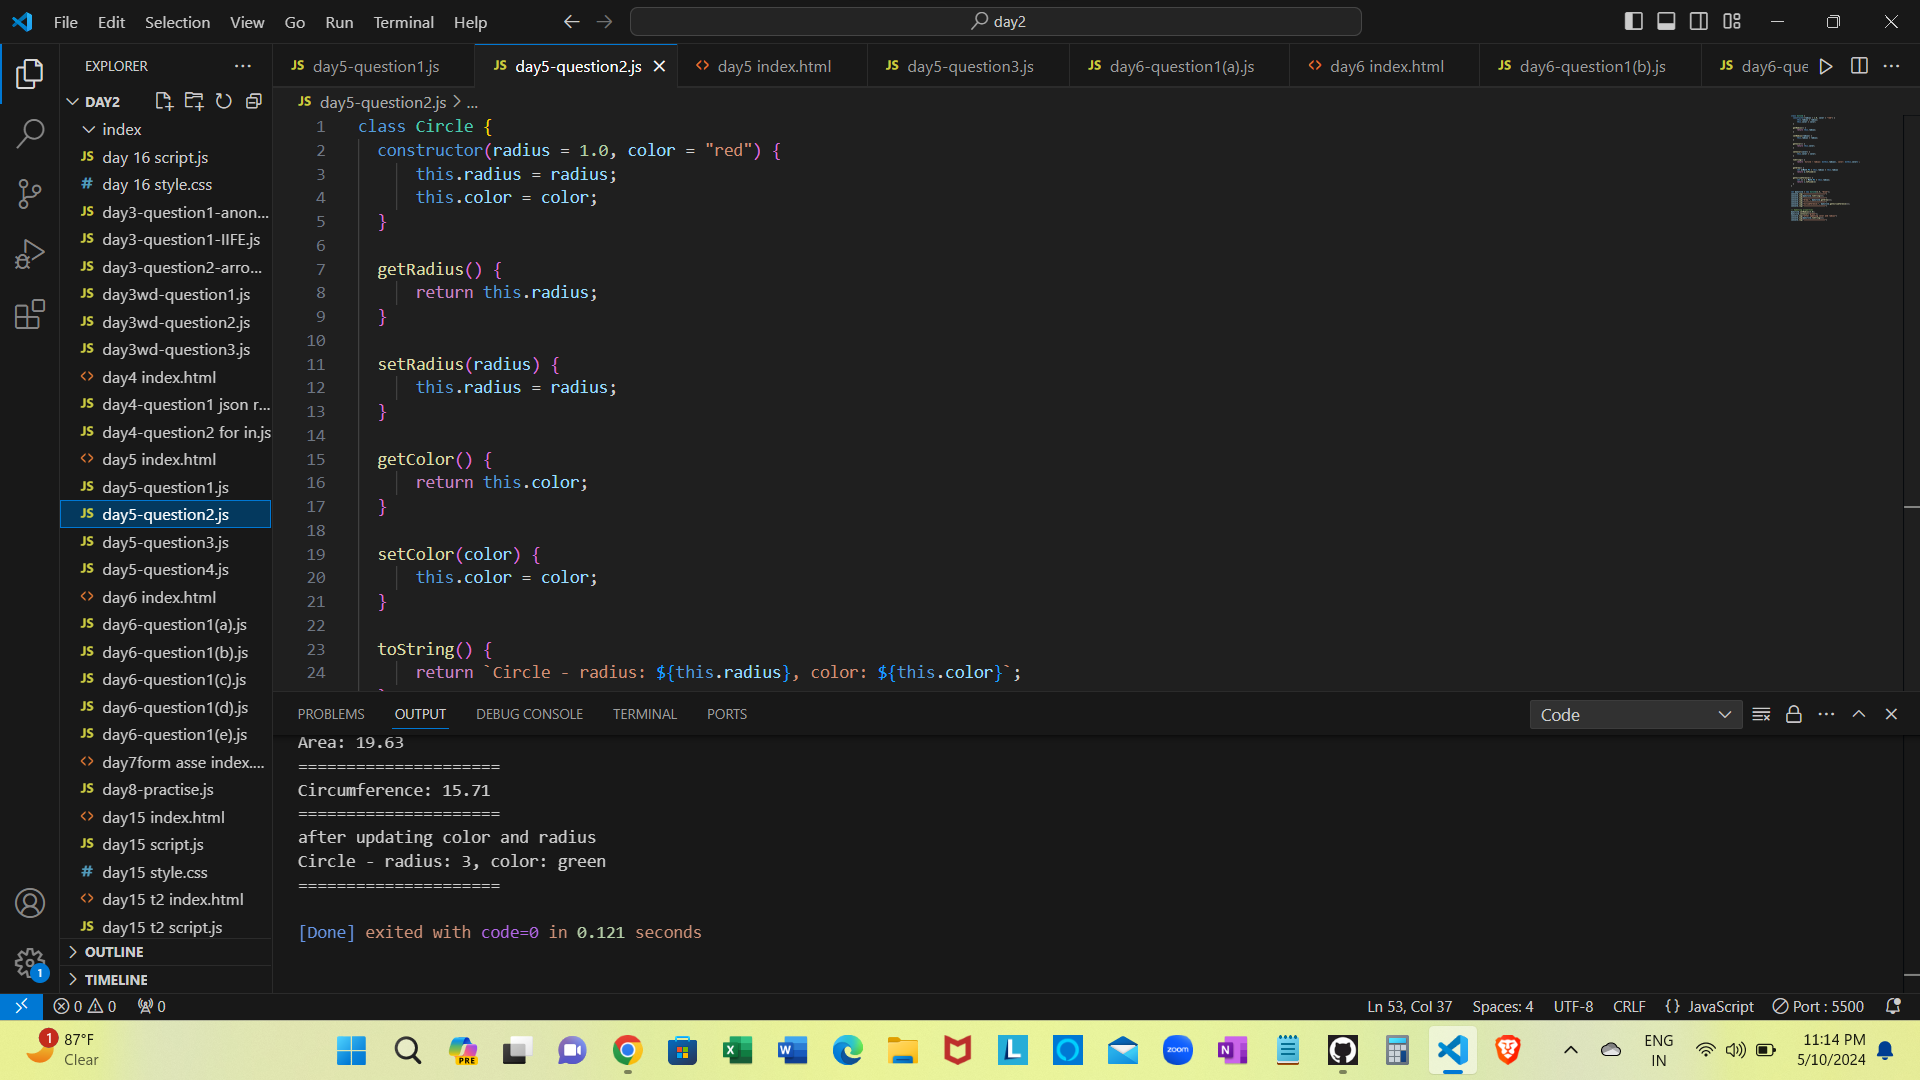 File Edit Selection View Go Run Terminal Help
day2
EXPLORER
DAY2
index
JS day 16 script.js
# day 16 style.css
JS day3-question1-anon...
JS day3-question1-IIFE.js
JS day3-question2-arro...
JS day3wd-question1.js
JS day3wd-question2.js
JS day3wd-question3.js
<> day4 index.html
JS day4-question1 json r...
JS day4-question2 for in.js
<> day5 index.html
JS day5-question1.js
JS day5-question2.js
JS day5-question3.js
JS day5-question4.js
<> day6 index.html
JS day6-question1(a).js
JS day6-question1(b).js
JS day6-question1(c).js
JS day6-question1(d).js
JS day6-question1(e).js
<> day7form asse index....
JS day8-practise.js
<> day15 index.html
JS day15 script.js
# day15 style.css
<> day15 t2 index.html
JS day15 t2 script.js
OUTLINE
TIMELINE
JS day5-question1.js JS day5-question2.js <> day5 index.html JS day5-question3.js JS day6-question1(a).js <> day6 index.html JS day6-question1(b).js JS day6-que
JS day5-question2.js > ...
1 class Circle {
2 constructor(radius = 1.0, color = "red") {
3 this.radius = radius;
4 this.color = color;
5 }
6
7 getRadius() {
8 return this.radius;
9 }
10
11 setRadius(radius) {
12 this.radius = radius;
13 }
14
15 getColor() {
16 return this.color;
17 }
18
19 setColor(color) {
20 this.color = color;
21 }
22
23 toString() {
24 return `Circle - radius: ${this.radius}, color: ${this.color}`;
PROBLEMS OUTPUT DEBUG CONSOLE TERMINAL PORTS
Code
Area: 19.63
=====================
Circumference: 15.71
=====================
after updating color and radius
Circle - radius: 3, color: green
=====================
[Done] exited with code=0 in 0.121 seconds
1
0 0 0
Ln 53, Col 37 Spaces: 4 UTF-8 CRLF {} JavaScript Port : 5500
1
87°F
Clear
PRE
zoom
ENG
IN
11:14 PM
5/10/2024